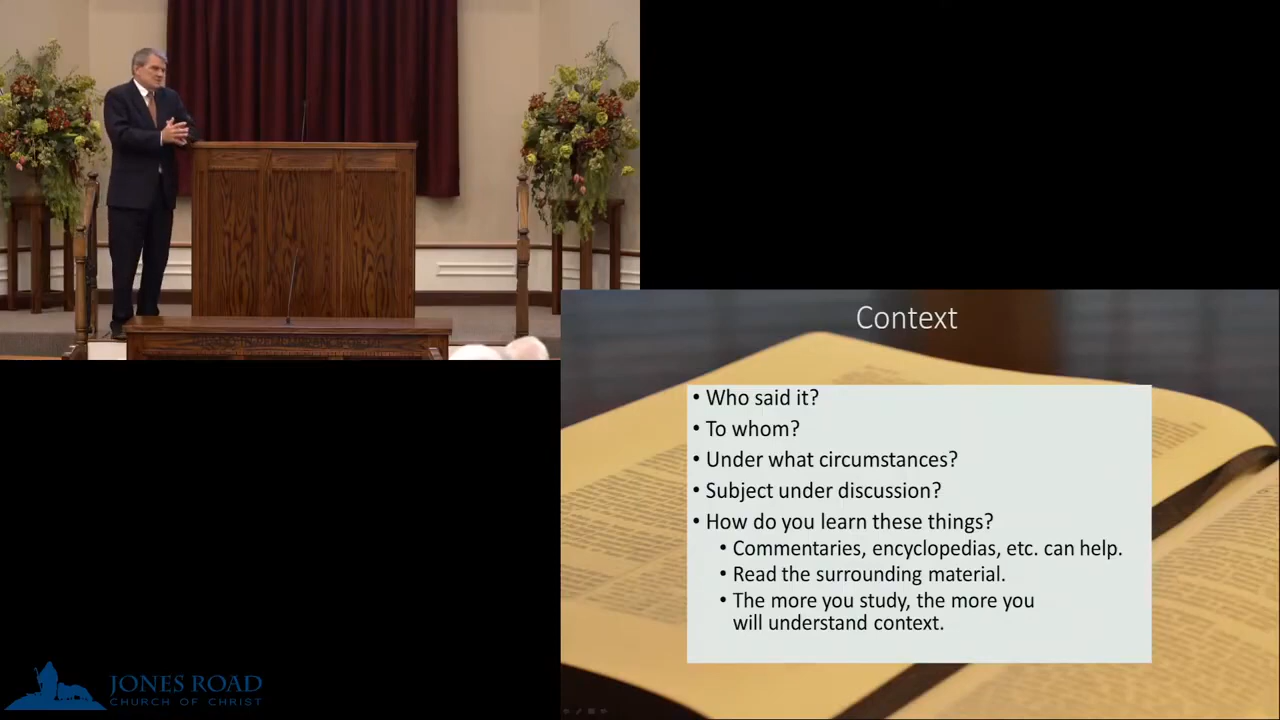 Context
• Who said it?
• To whom?
• Under what circumstances?
• Subject under discussion?
• How do you learn these things?
• Commentaries, encyclopedias, etc. can help.
• Read the surrounding material.
• The more you study, the more you
will understand context.
JONES ROAD
CHURCH OF CHRIST